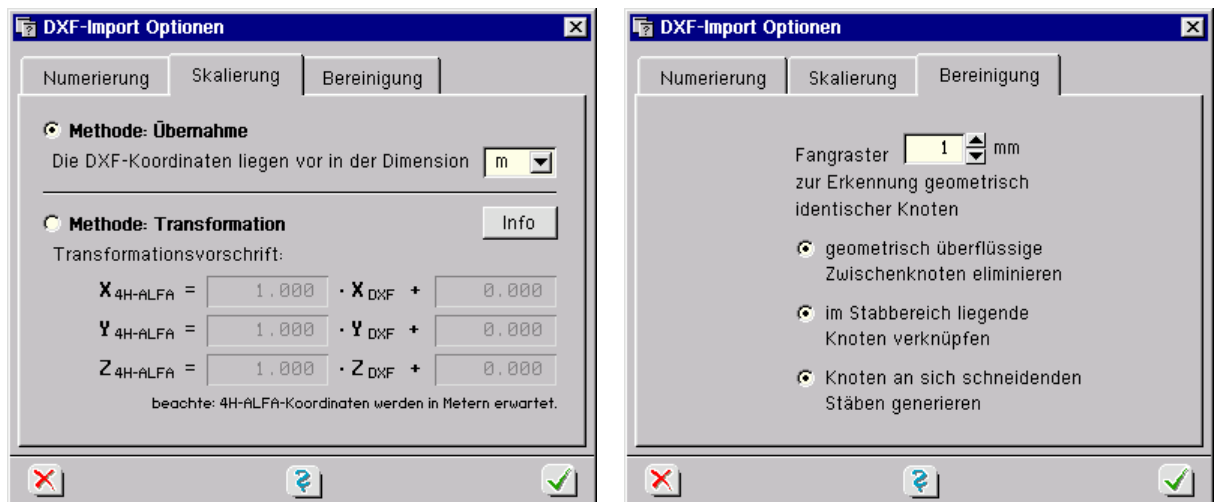 DXF-Import Optionen
Numerierung Skalierung Bereinigung
Methode: Übernahme
Die DXF-Koordinaten liegen vor in der Dimension m
Methode: Transformation Info
Transformationsvorschrift:
X 4H-ALFA = 1.000 · X DXF + 0.000
Y 4H-ALFA = 1.000 · Y DXF + 0.000
Z 4H-ALFA = 1.000 · Z DXF + 0.000
beachte: 4H-ALFA-Koordinaten werden in Metern erwartet.
DXF-Import Optionen
Numerierung Skalierung Bereinigung
Fangraster 1 mm
zur Erkennung geometrisch
identischer Knoten
geometrisch überflüssige
Zwischenknoten eliminieren
im Stabbereich liegende
Knoten verknüpfen
Knoten an sich schneidenden
Stäben generieren